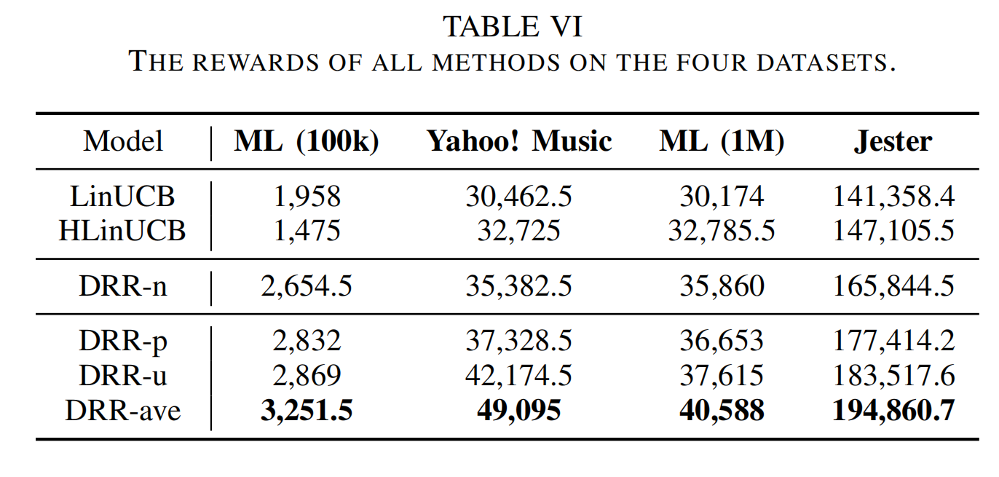 TABLE VI
THE REWARDS OF ALL METHODS ON THE FOUR DATASETS.
Model ML (100k) Yahoo! Music ML (1M) Jester
LinUCB 1,958 30,462.5 30,174 141,358.4
HLinUCB 1,475 32,725 32,785.5 147,105.5
DRR-n 2,654.5 35,382.5 35,860 165,844.5
DRR-p 2,832 37,328.5 36,653 177,414.2
DRR-u 2,869 42,174.5 37,615 183,517.6
DRR-ave 3,251.5 49,095 40,588 194,860.7